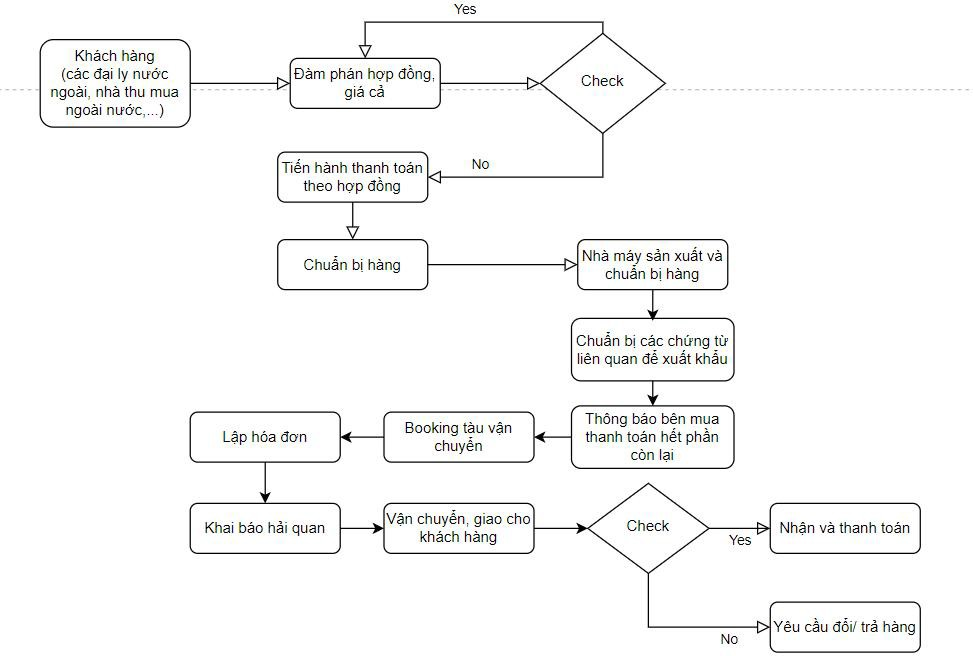 Yes
Khách hàng
(các đại ly nước
ngoài, nhà thu mua
ngoài nước,...)
Đàm phán hợp đồng,
giá cả
Check
No
Tiến hành thanh toán
theo hợp đồng
Chuẩn bị hàng
Nhà máy sản xuất và
chuẩn bị hàng
Chuẩn bị các chứng từ
liên quan để xuất khẩu
Thông báo bên mua
thanh toán hết phần
còn lại
Booking tàu vận
chuyển
Lập hóa đơn
Khai báo hải quan
Vận chuyển, giao cho
khách hàng
Check
Yes
Nhận và thanh toán
No
Yêu cầu đổi/ trả hàng